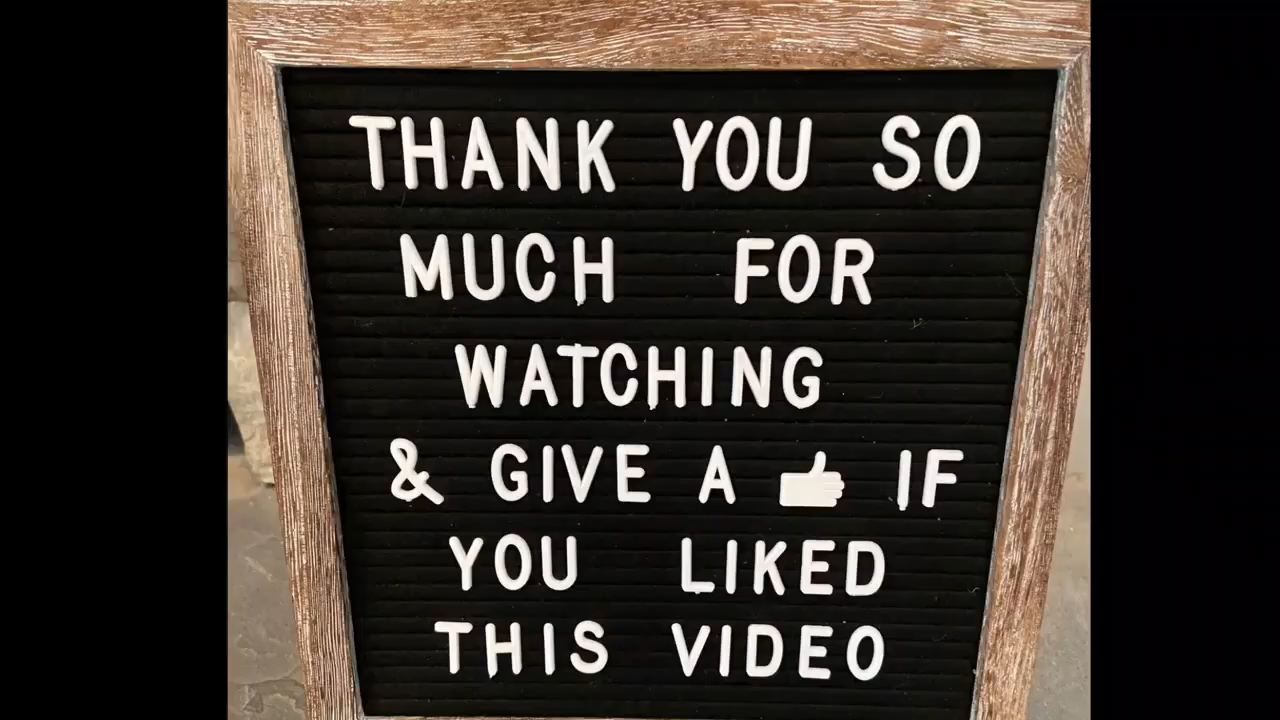 THANK YOU SO
MUCH FOR
WATCHING
& GIVE A 👍 IF
YOU LIKED
THIS VIDEO